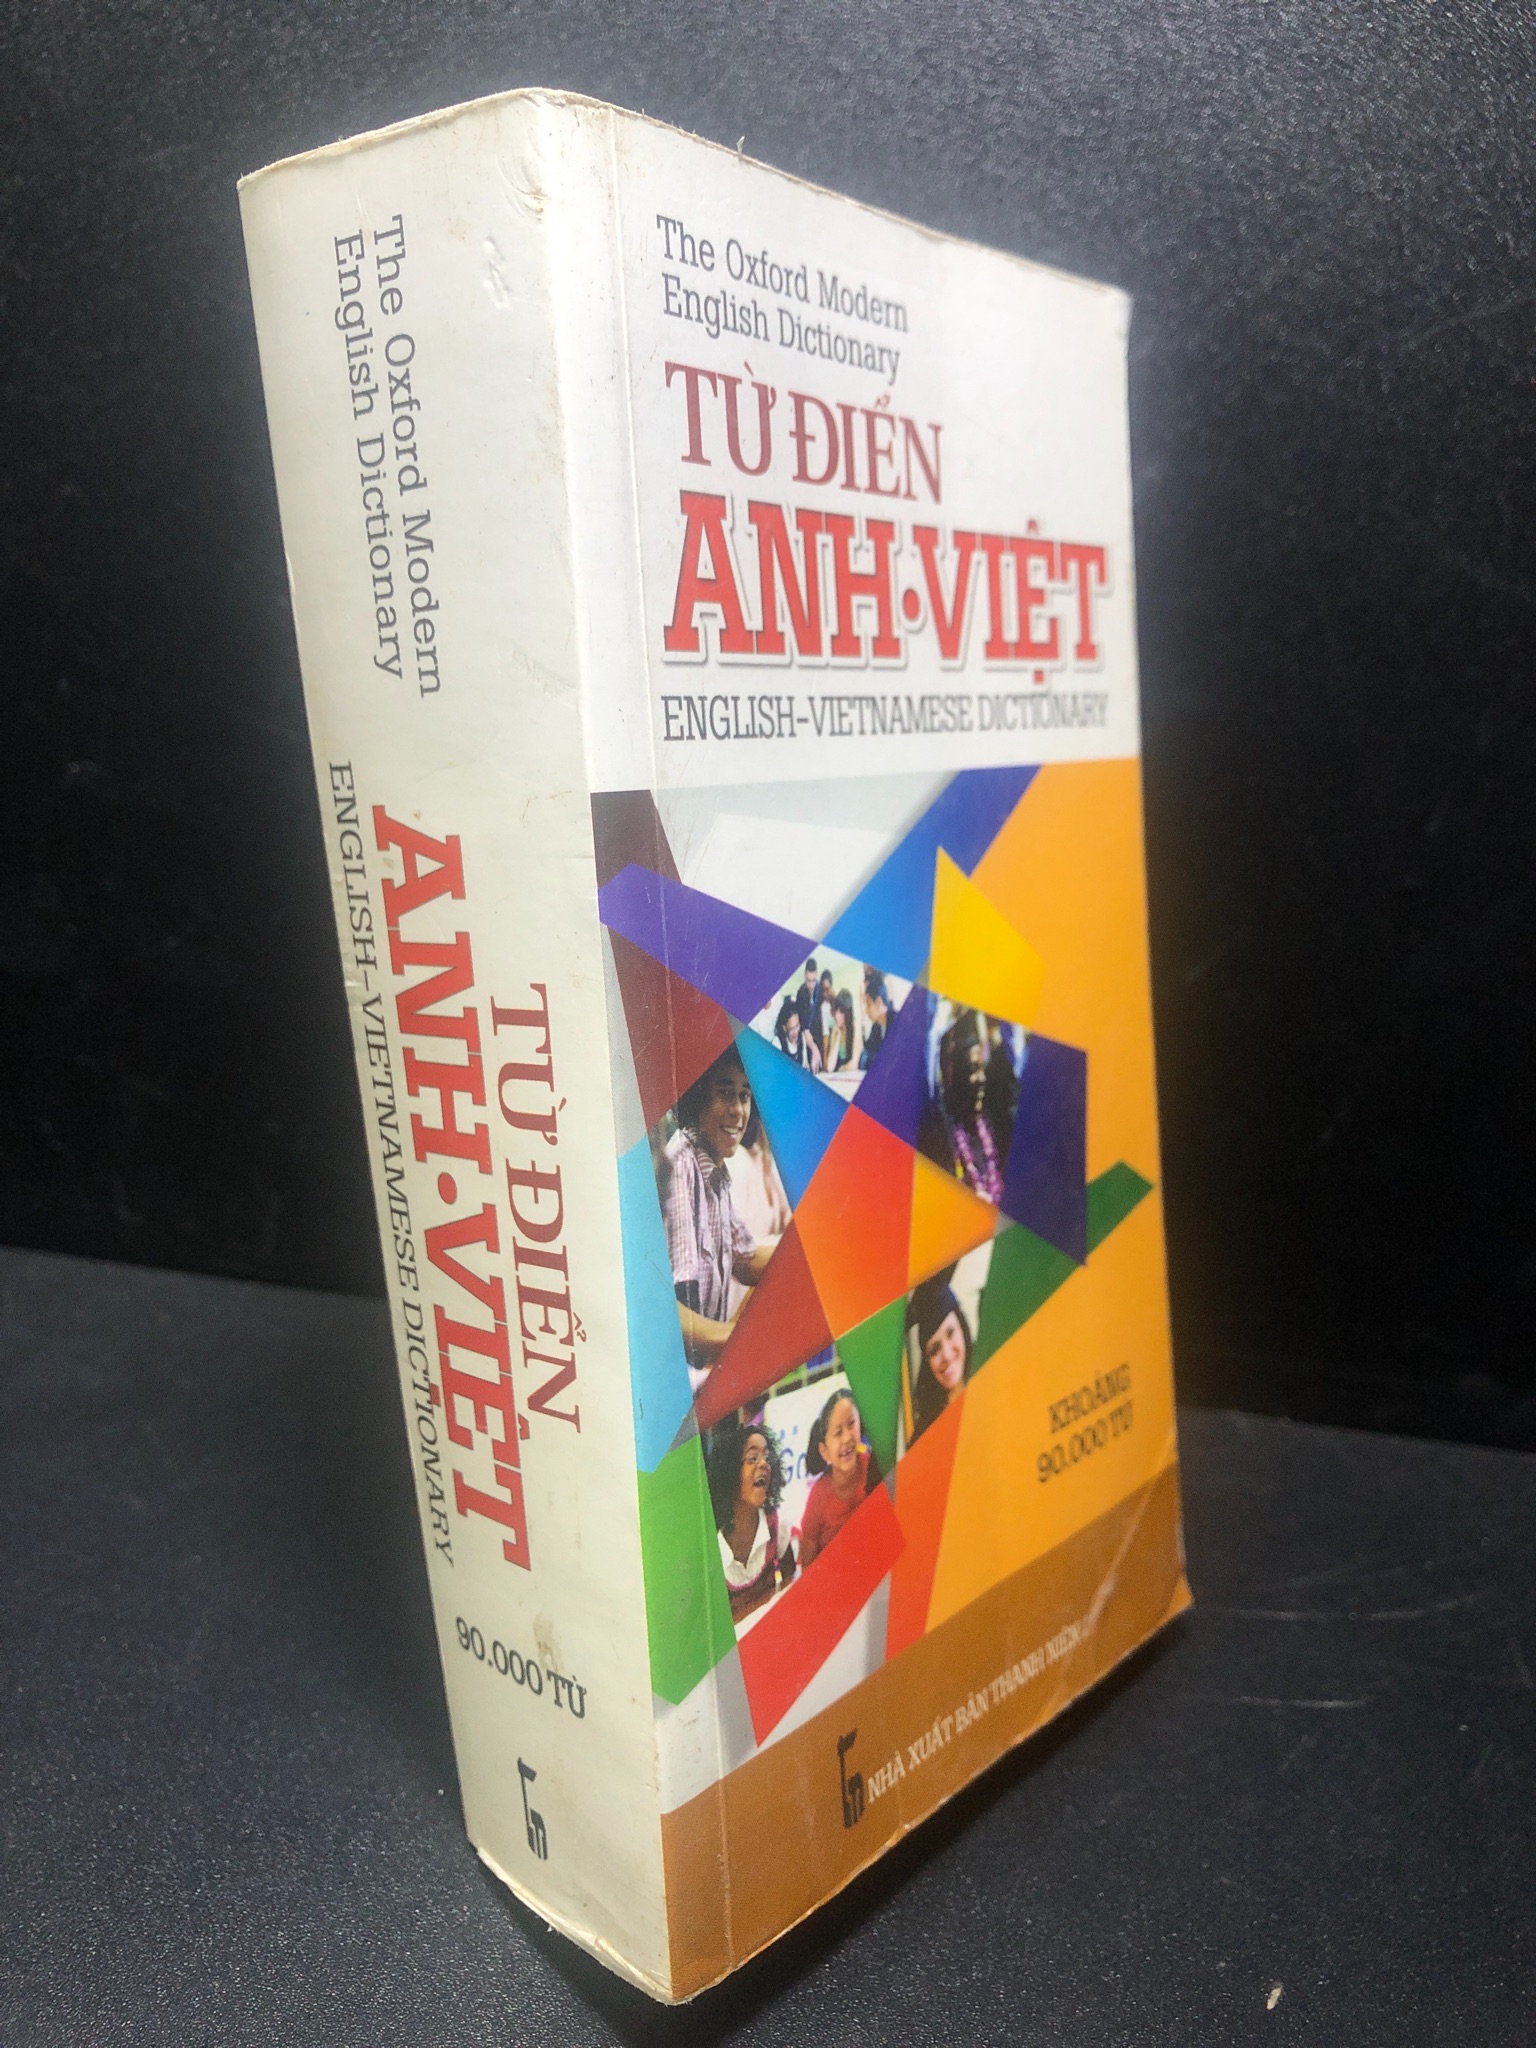 The Oxford Modern
English Dictionary
TỪ ĐIỂN
ANH·VIỆT
ENGLISH-VIETNAMESE DICTIONARY
KHOẢNG
90.000 TỪ
NHÀ XUẤT BẢN THANH NIÊN
The Oxford Modern
English Dictionary
TỪ ĐIỂN
ANH·VIỆT
ENGLISH-VIETNAMESE DICTIONARY
90.000 TỪ